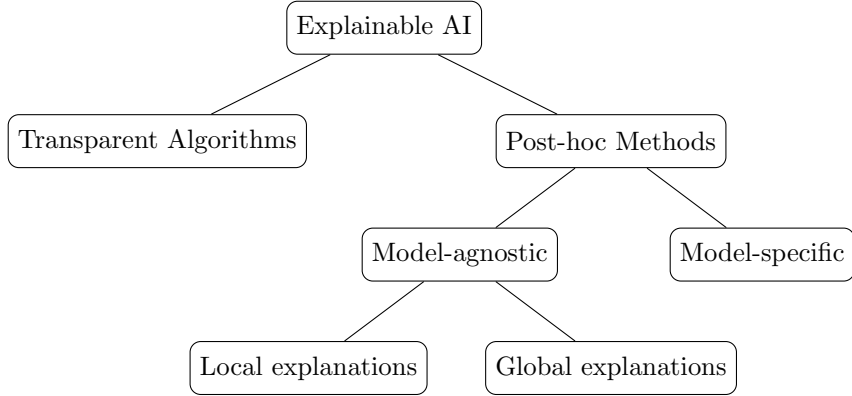 Explainable AI
Transparent Algorithms
Post-hoc Methods
Model-agnostic
Model-specific
Local explanations
Global explanations